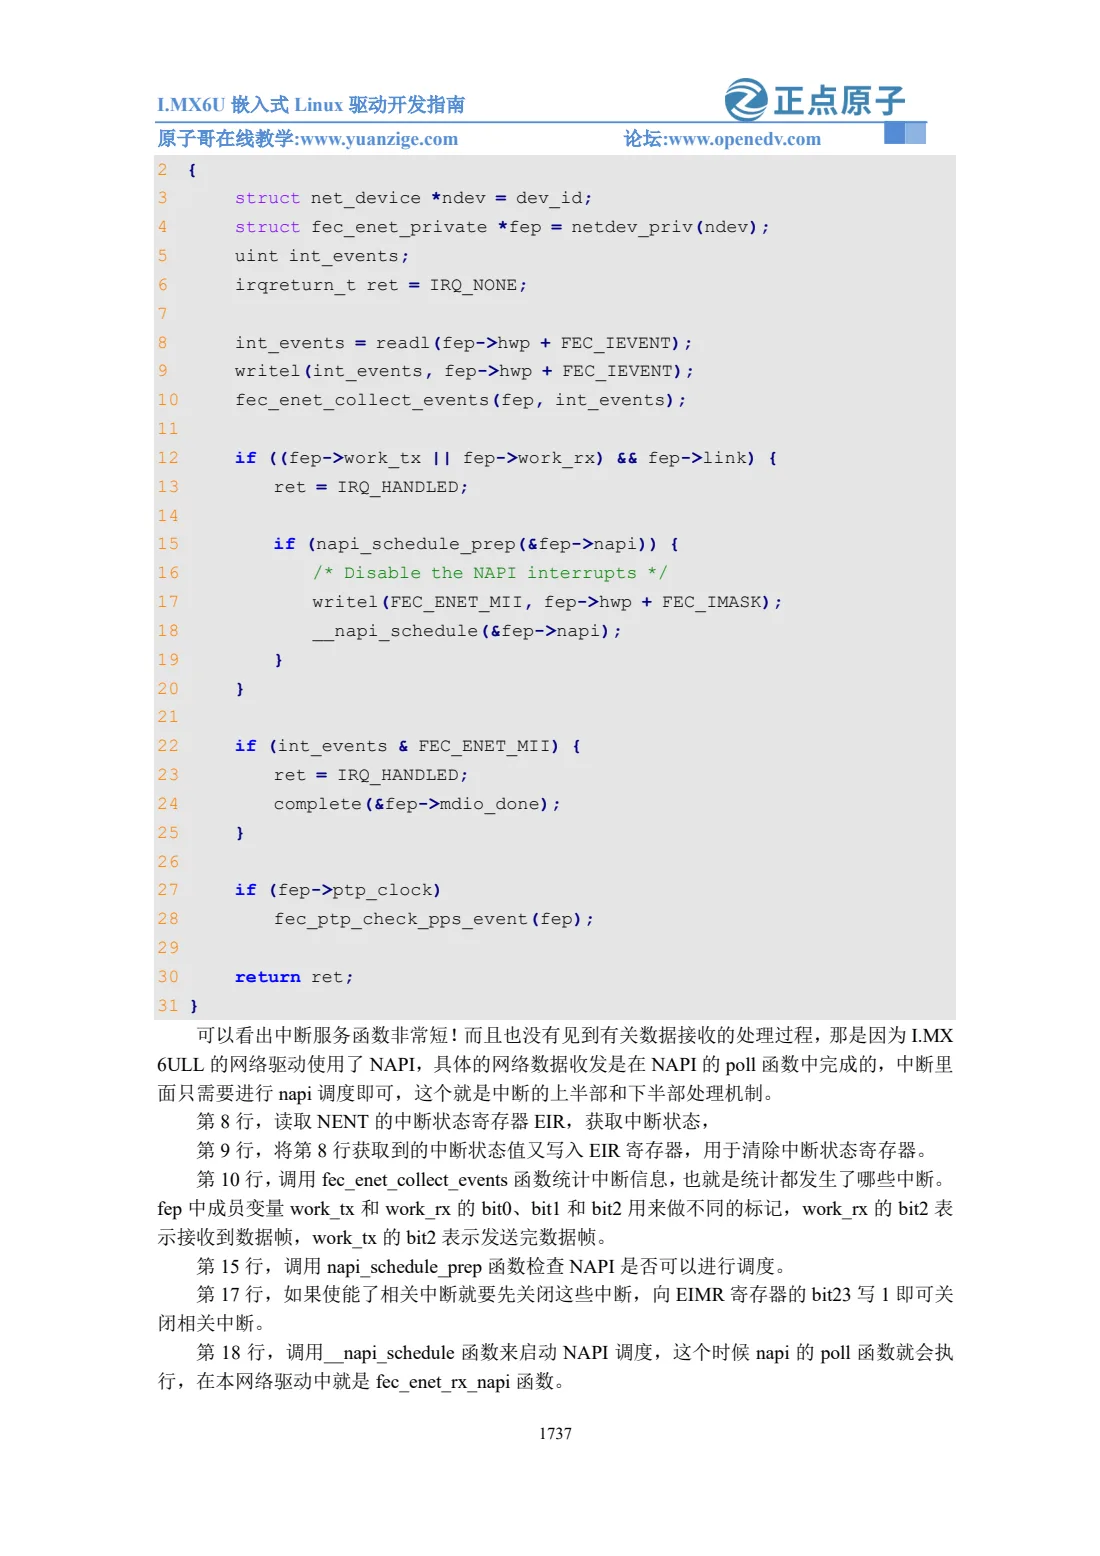 I.MX6U 嵌入式 Linux 驱动开发指南
正点原子
原子哥在线教学:www.yuanzige.com 论坛:www.openedv.com
2 {
3     struct net_device *ndev = dev_id;
4     struct fec_enet_private *fep = netdev_priv(ndev);
5     uint int_events;
6     irqreturn_t ret = IRQ_NONE;
7
8     int_events = readl(fep->hwp + FEC_IEVENT);
9     writel(int_events, fep->hwp + FEC_IEVENT);
10     fec_enet_collect_events(fep, int_events);
11
12     if ((fep->work_tx || fep->work_rx) && fep->link) {
13         ret = IRQ_HANDLED;
14
15         if (napi_schedule_prep(&fep->napi)) {
16             /* Disable the NAPI interrupts */
17             writel(FEC_ENET_MII, fep->hwp + FEC_IMASK);
18             __napi_schedule(&fep->napi);
19         }
20     }
21
22     if (int_events & FEC_ENET_MII) {
23         ret = IRQ_HANDLED;
24         complete(&fep->mdio_done);
25     }
26
27     if (fep->ptp_clock)
28         fec_ptp_check_pps_event(fep);
29
30     return ret;
31 }
可以看出中断服务函数非常短！而且也没有见到有关数据接收的处理过程，那是因为 I.MX
6ULL 的网络驱动使用了 NAPI，具体的网络数据收发是在 NAPI 的 poll 函数中完成的，中断里
面只需要进行 napi 调度即可，这个就是中断的上半部和下半部处理机制。
第 8 行，读取 NENT 的中断状态寄存器 EIR，获取中断状态，
第 9 行，将第 8 行获取到的中断状态值又写入 EIR 寄存器，用于清除中断状态寄存器。
第 10 行，调用 fec_enet_collect_events 函数统计中断信息，也就是统计都发生了哪些中断。
fep 中成员变量 work_tx 和 work_rx 的 bit0、bit1 和 bit2 用来做不同的标记，work_rx 的 bit2 表
示接收到数据帧，work_tx 的 bit2 表示发送完数据帧。
第 15 行，调用 napi_schedule_prep 函数检查 NAPI 是否可以进行调度。
第 17 行，如果使能了相关中断就要先关闭这些中断，向 EIMR 寄存器的 bit23 写 1 即可关
闭相关中断。
第 18 行，调用__napi_schedule 函数来启动 NAPI 调度，这个时候 napi 的 poll 函数就会执
行，在本网络驱动中就是 fec_enet_rx_napi 函数。
1737